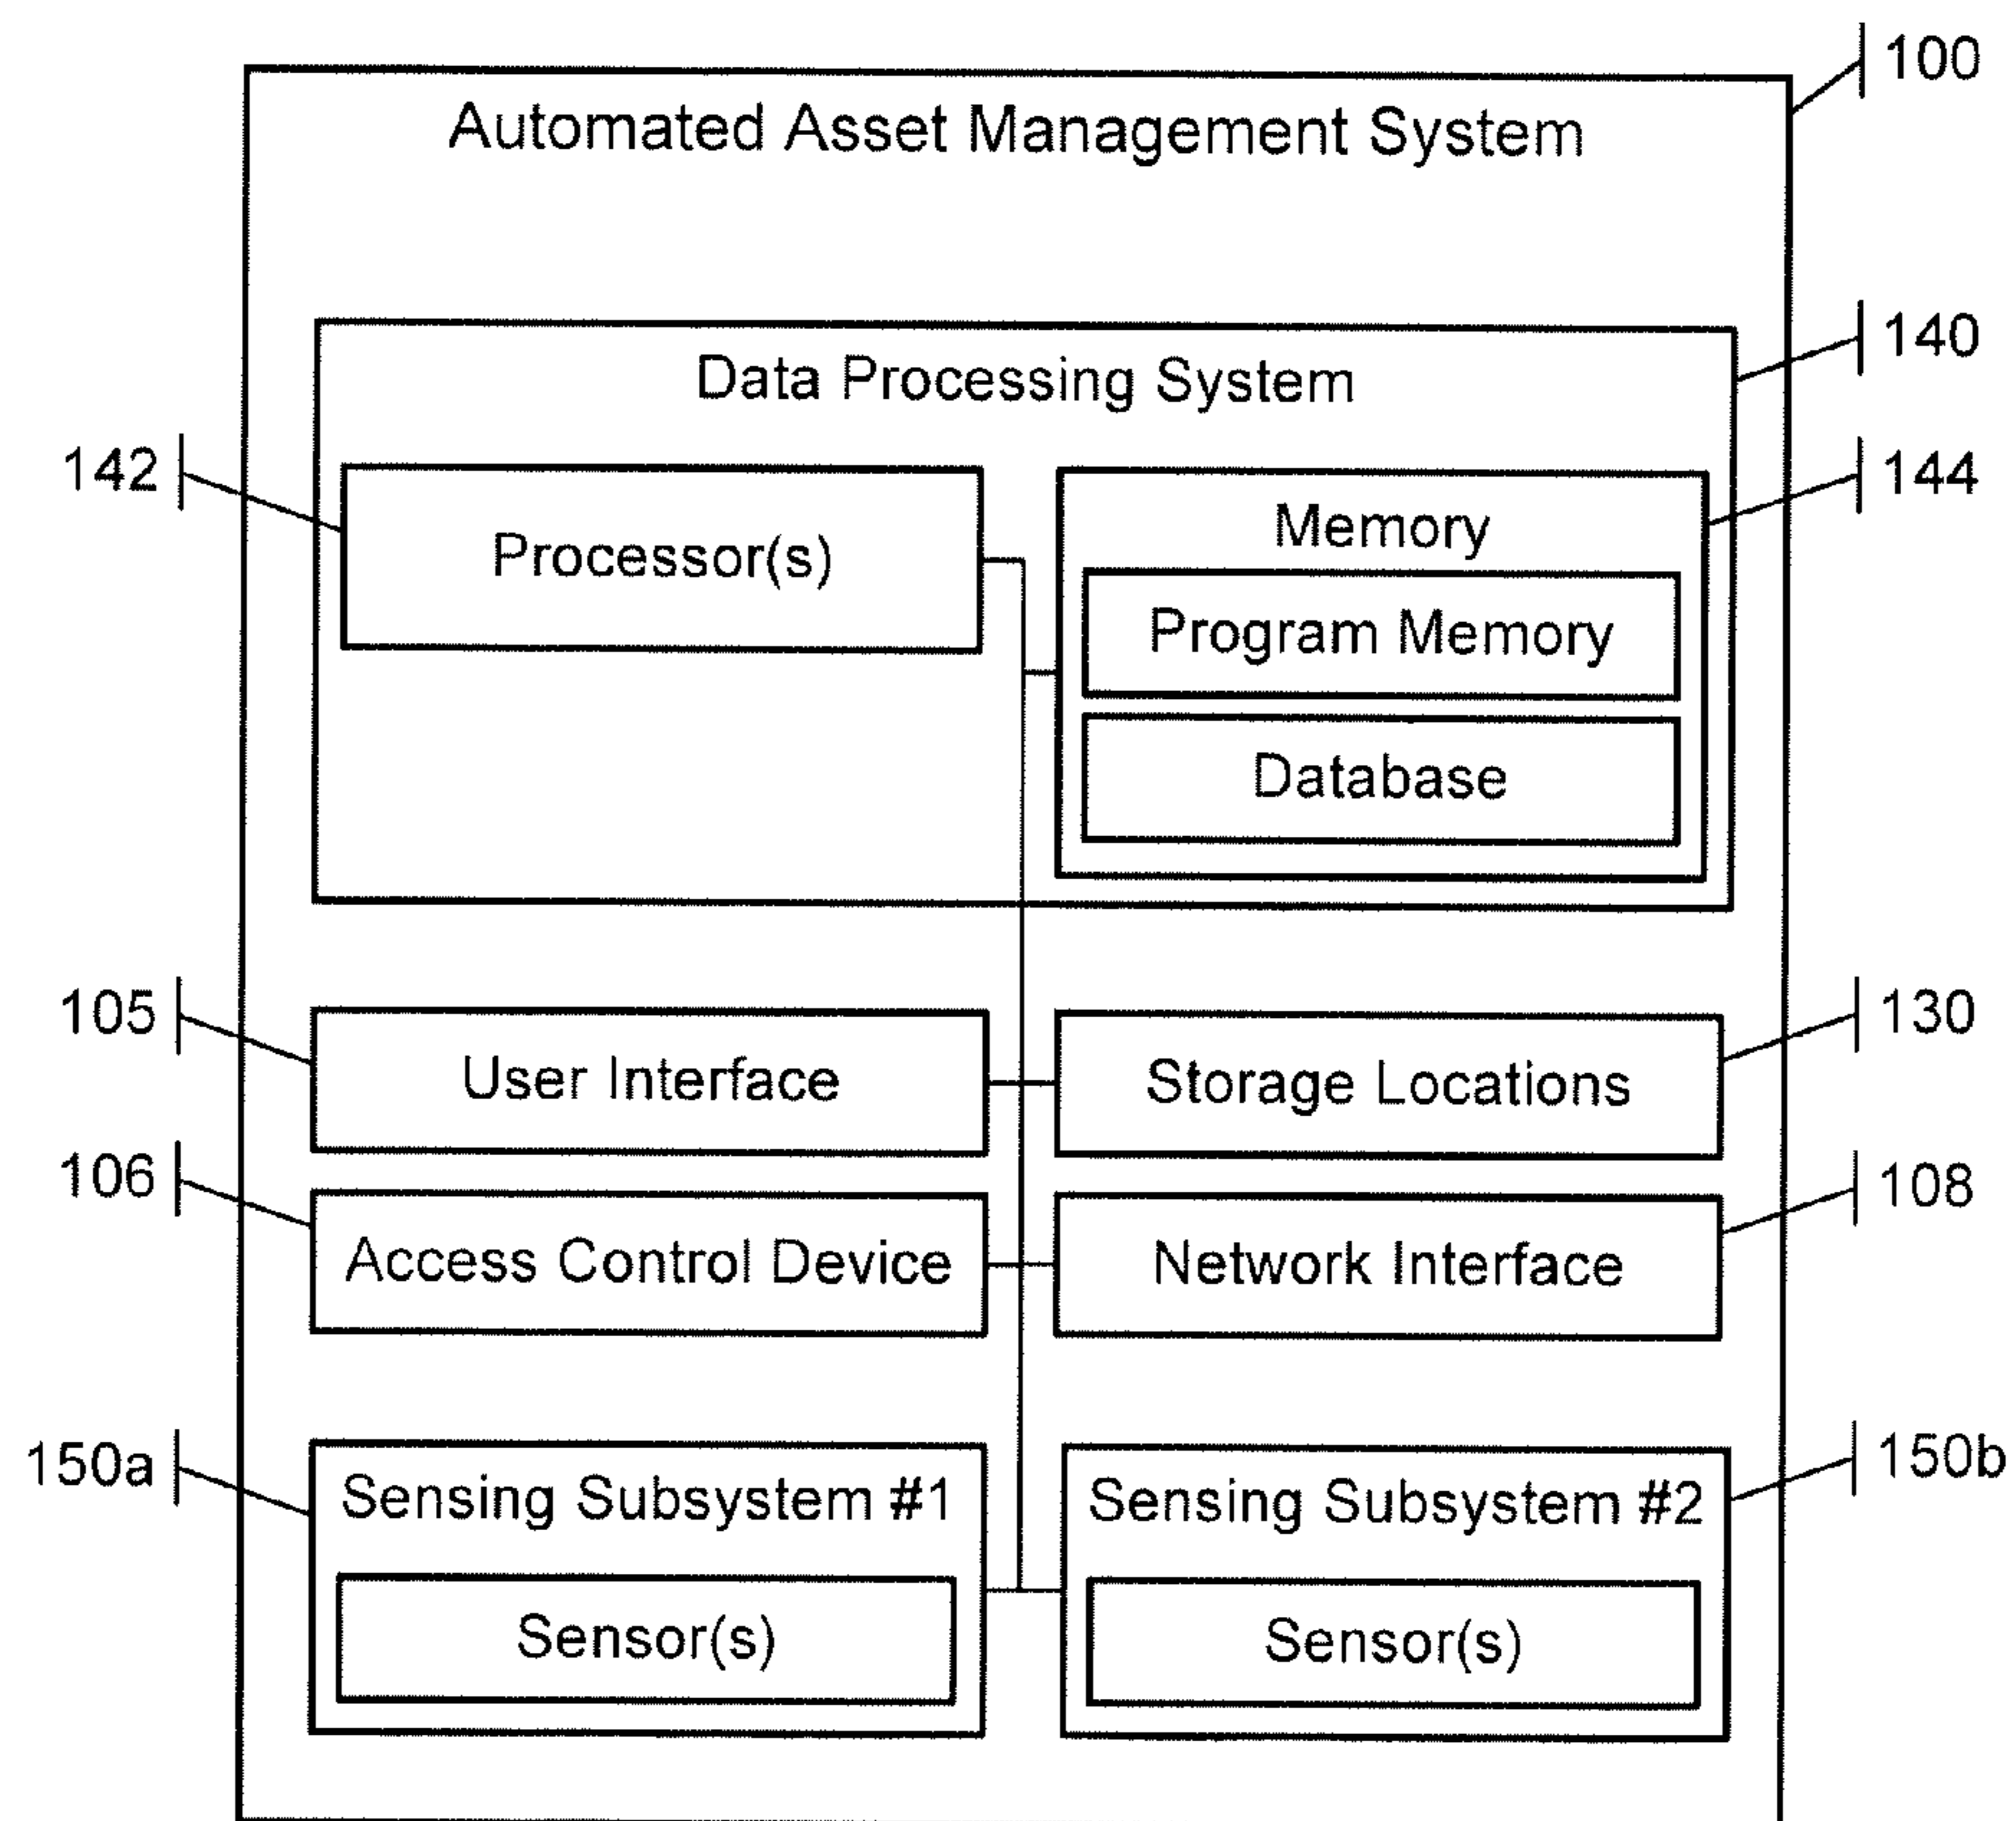 100
Automated Asset Management System
140
Data Processing System
142
144
Processor(s)
Memory
Program Memory
Database
105
130
User Interface
Storage Locations
106
108
Access Control Device
Network Interface
150a
150b
Sensing Subsystem #1
Sensing Subsystem #2
Sensor(s)
Sensor(s)